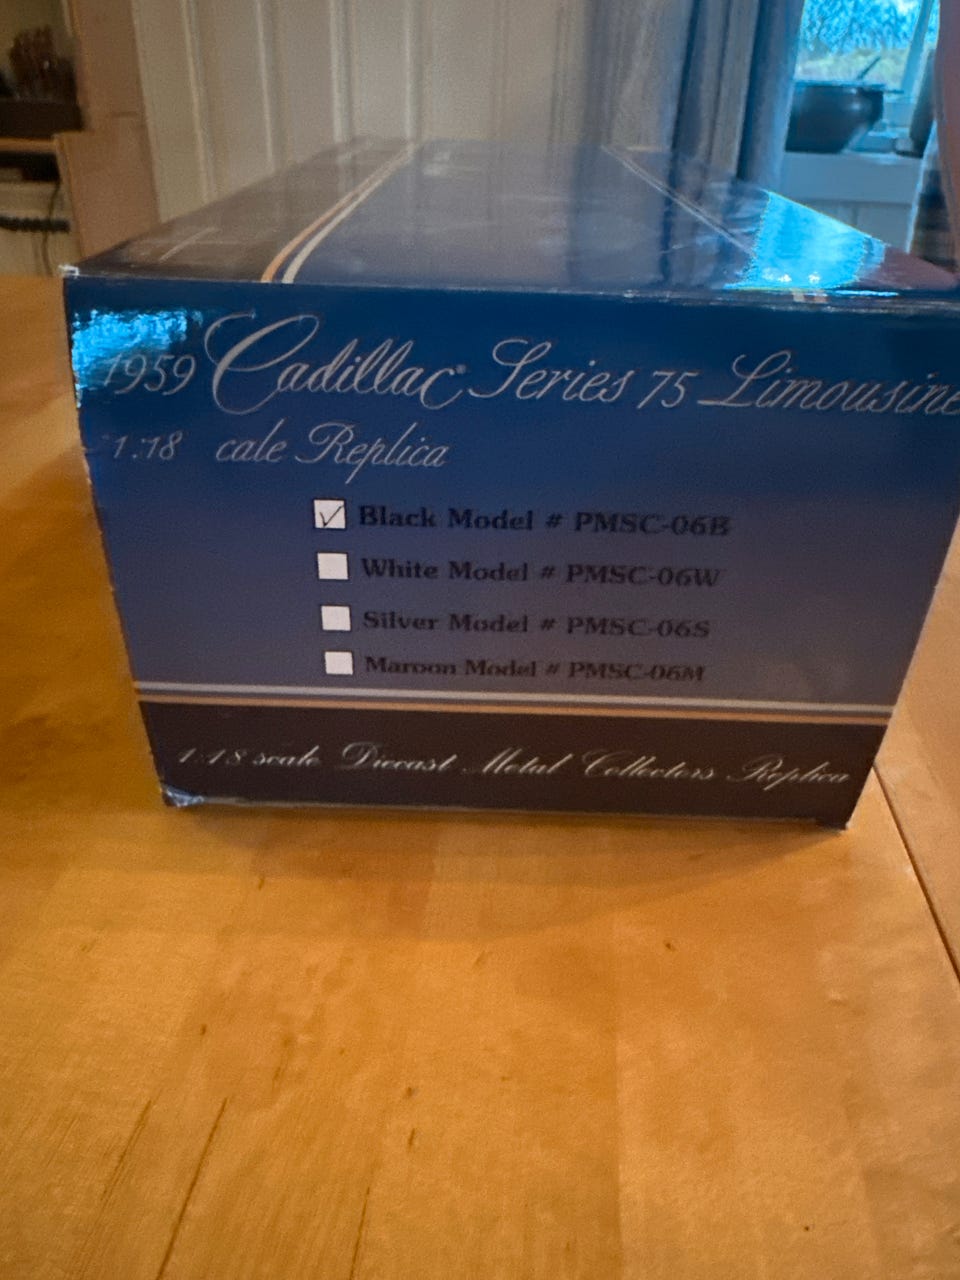 1959 Cadillac Series 75 Limousine
1:18 cale Replica
✓ Black Model # PMSC-06B
White Model # PMSC-06W
Silver Model # PMSC-06S
Maroon Model # PMSC-06M
1:18 scale Diecast Metal Collectors Replica